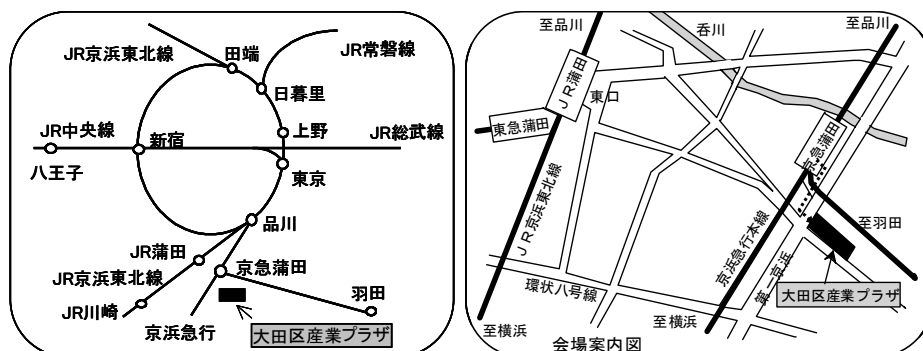 JR京浜東北線
田端
JR常磐線
日暮里
JR中央線
新宿
上野
JR総武線
八王子
東京
品川
JR蒲田
JR京浜東北線
京急蒲田
羽田
JR川崎
京浜急行
大田区産業プラザ
至品川
呑川
至品川
JR蒲田
東口
東急蒲田
京急蒲田
JR京浜東北線
京浜急行本線
至羽田
第一京浜
環状八号線
大田区産業プラザ
至横浜
至横浜
会場案内図